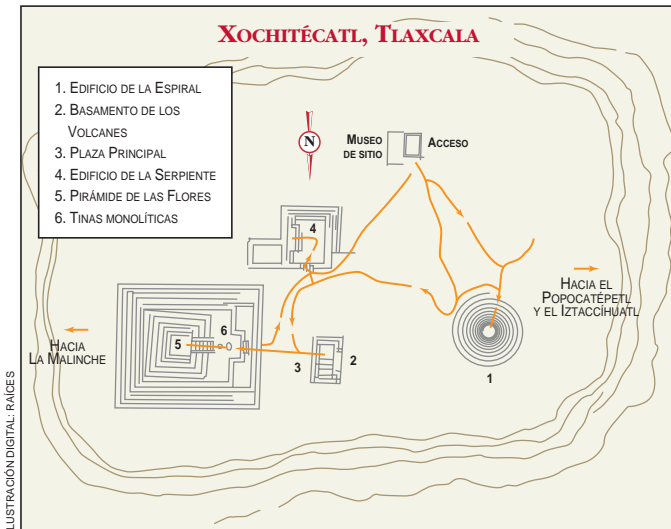 XOCHITÉCATL, TLAXCALA
1. EDIFICIO DE LA ESPIRAL
2. BASAMENTO DE LOS
VOLCANES
3. PLAZA PRINCIPAL
4. EDIFICIO DE LA SERPIENTE
5. PIRÁMIDE DE LAS FLORES
6. TINAS MONOLÍTICAS
N
MUSEO
DE SITIO
ACCESO
4
HACIA EL
POPOCATÉPETL
Y EL IZTACCÍHUATL
HACIA
LA MALINCHE
6
5
3
2
1
ILUSTRACIÓN DIGITAL: RAÍCES